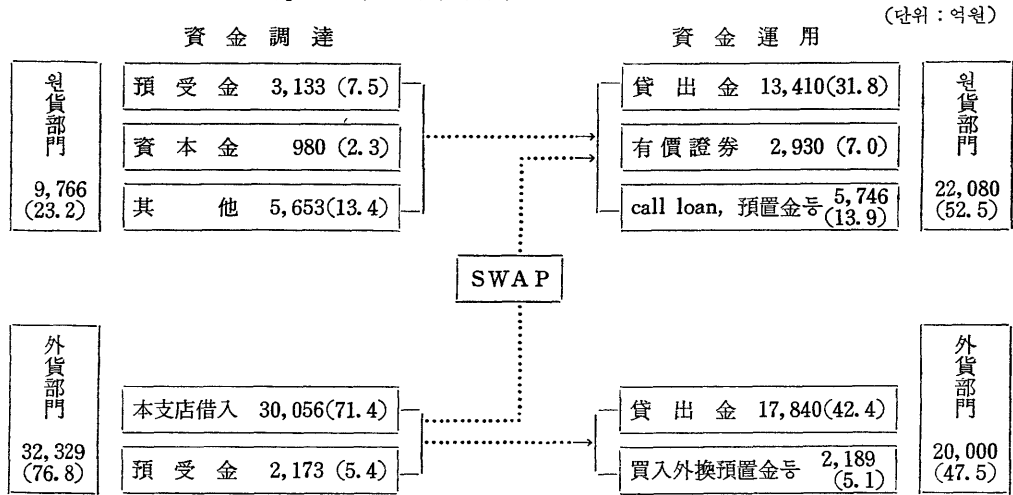 (단위 : 억원)
資金調達
資金運用
원貨部門
9,766
(23.2)
預受金 3,133 (7.5)
資本金 980 (2.3)
其他 5,653(13.4)
貸出金 13,410(31.8)
有價證券 2,930 (7.0)
call loan, 預置金등 5,746
(13.9)
원貨部門
22,080
(52.5)
SWAP
外貨部門
32,329
(76.8)
本支店借入 30,056(71.4)
預受金 2,173 (5.4)
貸出金 17,840(42.4)
買入外換預置金등 2,189
(5.1)
外貨部門
20,000
(47.5)